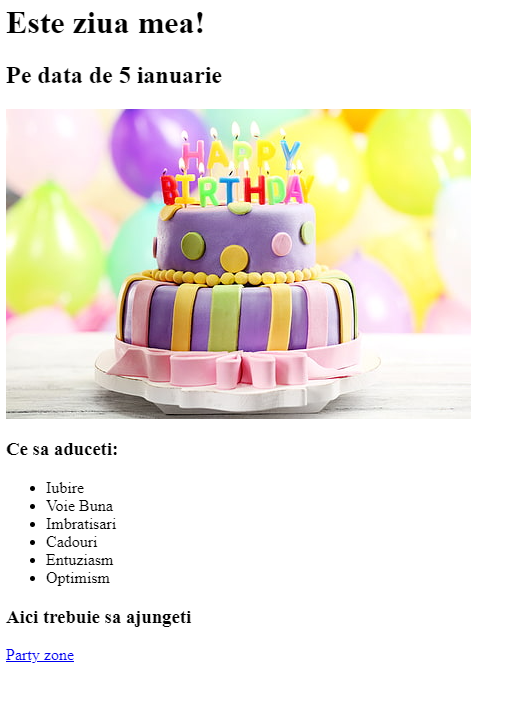 Este ziua mea!
Pe data de 5 ianuarie
HAPPY
BIRTHDAY
Ce sa aduceti:
Iubire
Voie Buna
Imbratisari
Cadouri
Entuziasm
Optimism
Aici trebuie sa ajungeti
Party zone